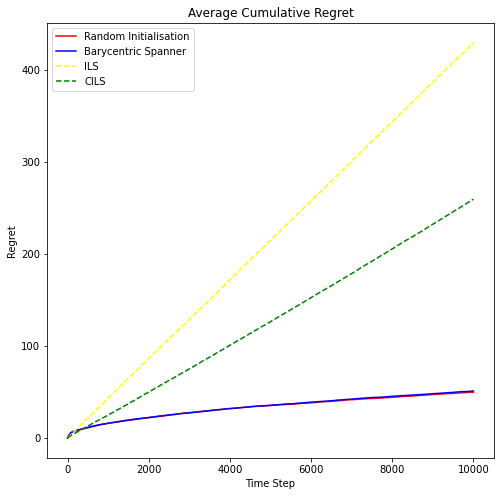 Average Cumulative Regret
Random Initialisation
Barycentric Spanner
ILS
CILS
400
300
200
100
0
Regret
0 2000 4000 6000 8000 10000
Time Step